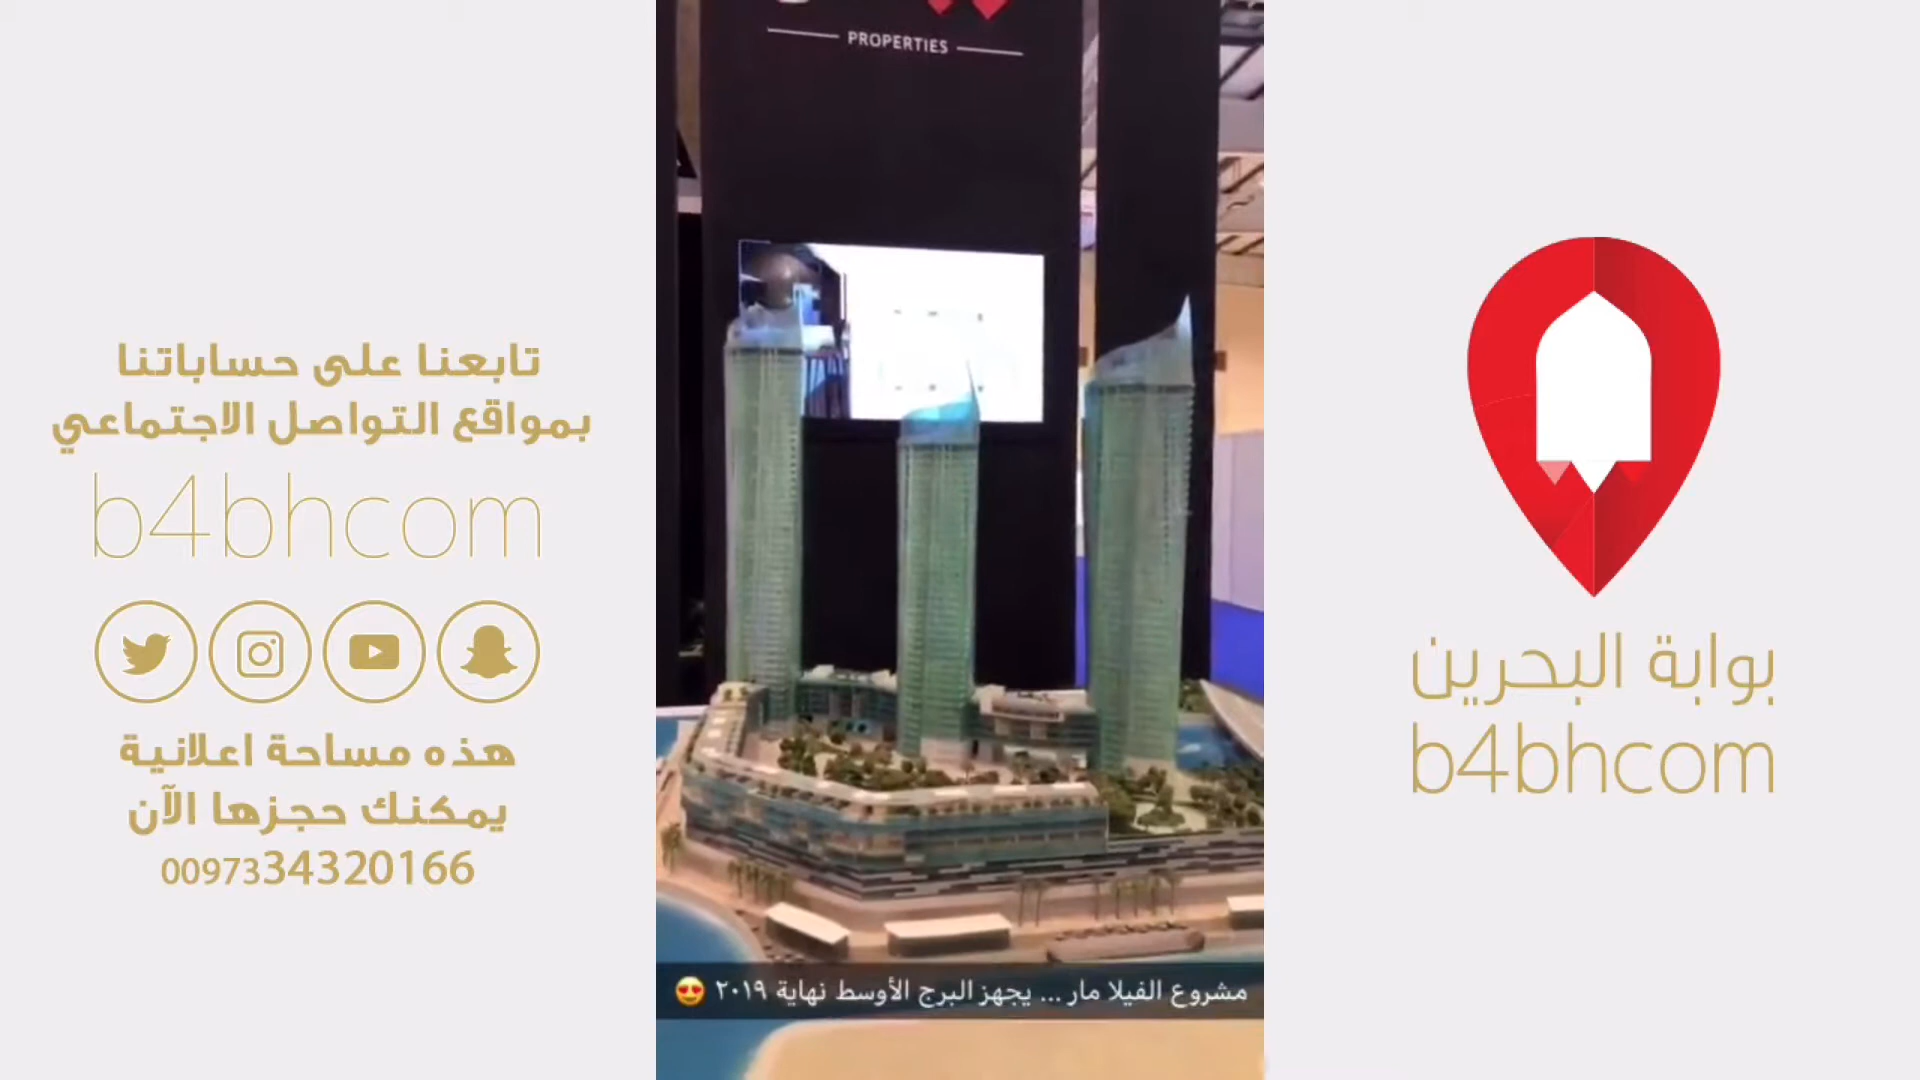 تابعنا على حساباتنا
بمواقع التواصل الاجتماعي
b4bhcom
هذه مساحة اعلانية
يمكنك حجزها الآن
0097334320166
PROPERTIES
مشروع الفيلا مار ... يجهز البرج الأوسط نهاية ٢٠١٩ 😍
بوابة البحرين
b4bhcom